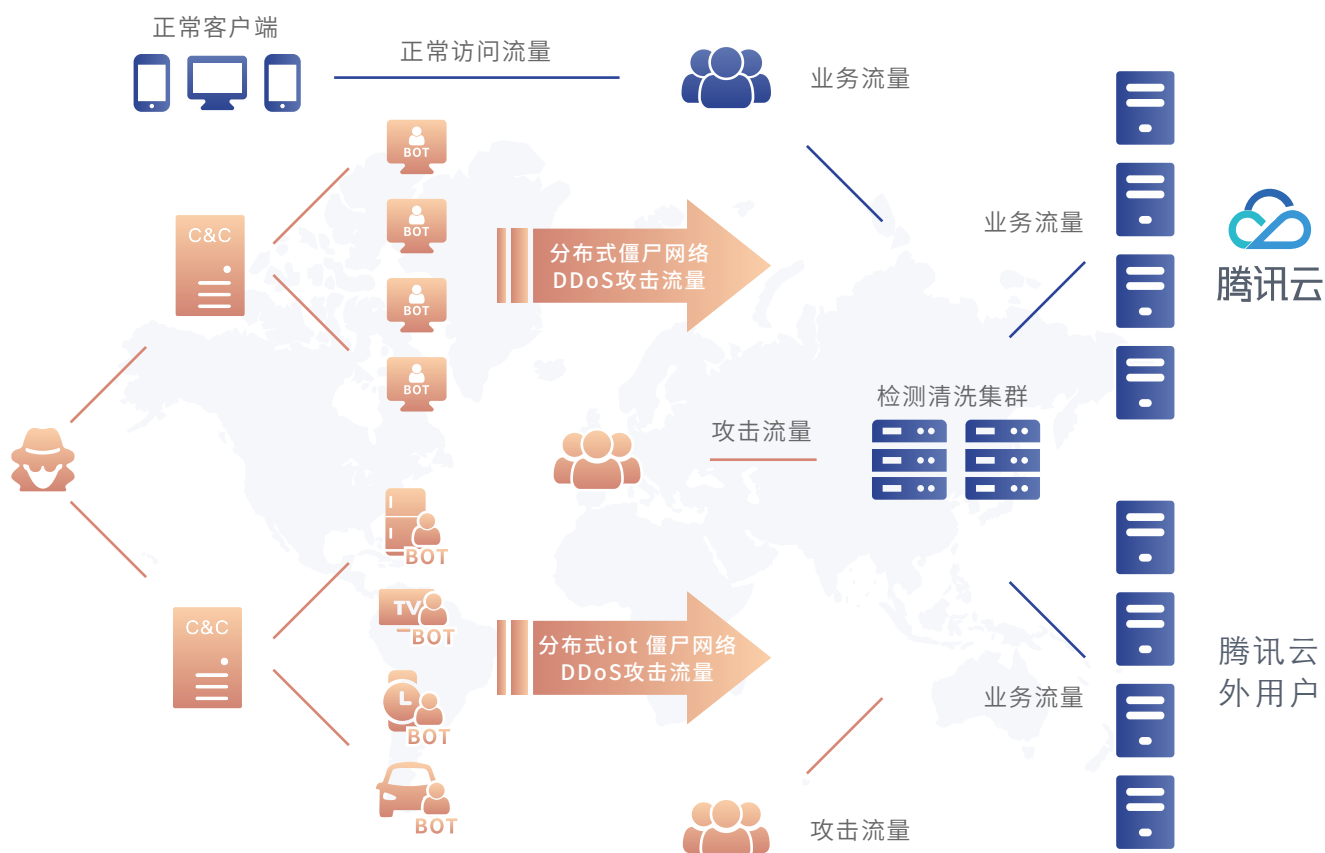 正常客户端
正常访问流量
业务流量
BOT
C&C
BOT
业务流量
分布式僵尸网络
DDoS攻击流量
腾讯云
BOT
BOT
检测清洗集群
攻击流量
BOT
TV
BOT
C&C
分布式iot 僵尸网络
DDoS攻击流量
腾讯云
外用户
业务流量
BOT
BOT
攻击流量